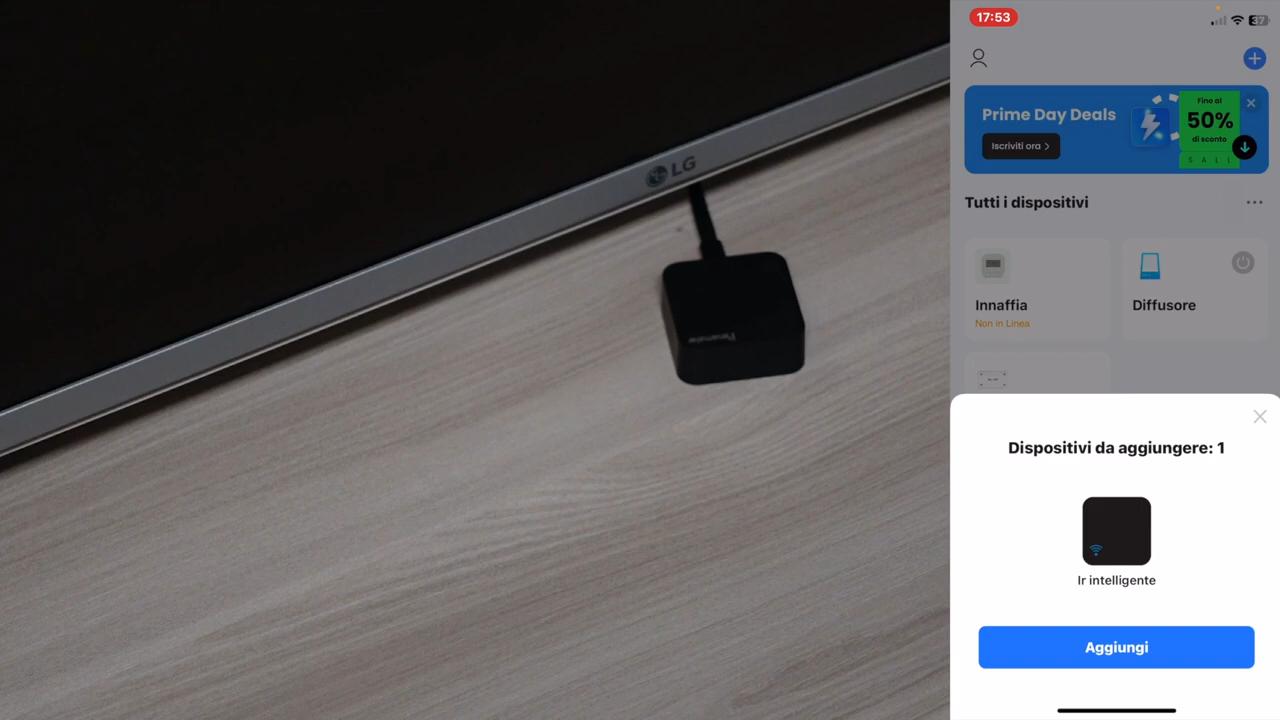 LG
17:53
37
Prime Day Deals
Iscriviti ora
Fino al
50%
di sconto
S A L L
Tutti i dispositivi
Innaffia
Non in Linea
Diffusore
Dispositivi da aggiungere: 1
Ir intelligente
Aggiungi